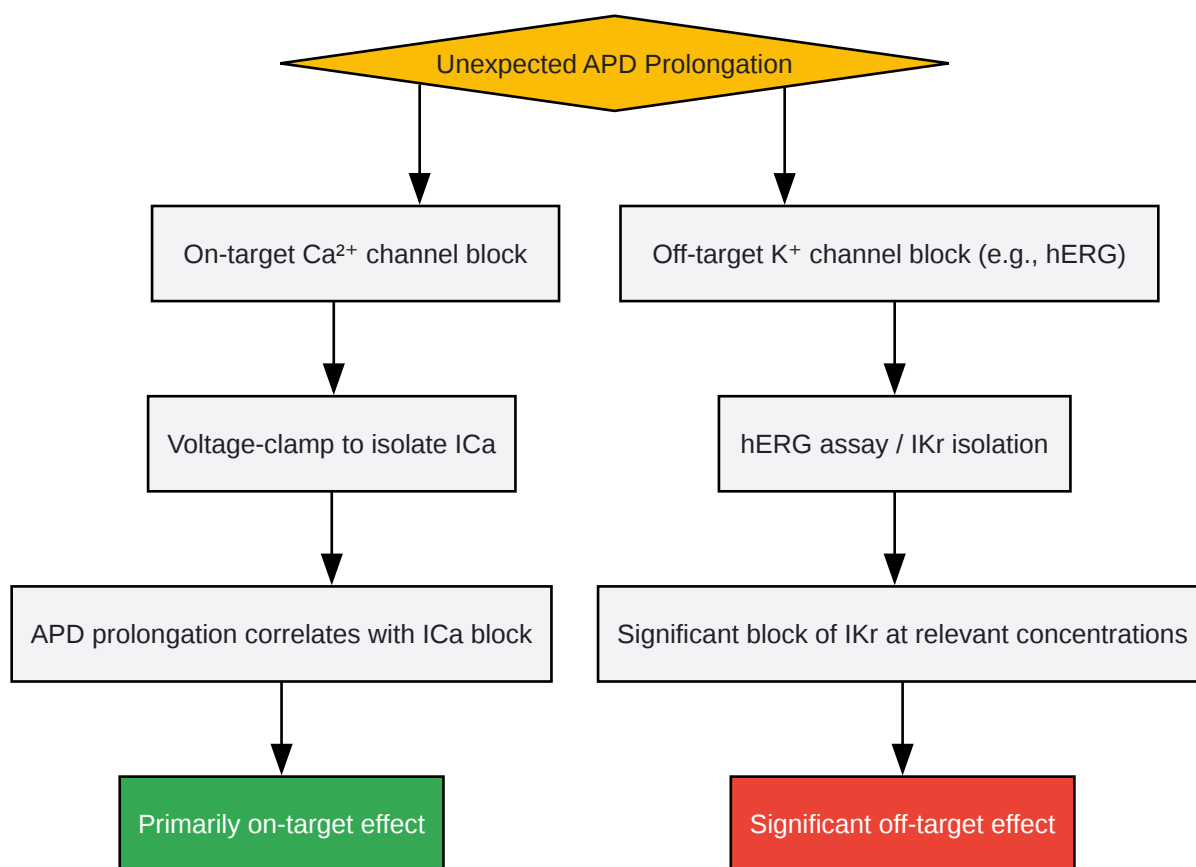 Unexpected APD Prolongation
On-target Ca²⁺ channel block
Off-target K⁺ channel block (e.g., hERG)
Voltage-clamp to isolate ICa
hERG assay / IKr isolation
APD prolongation correlates with ICa block
Significant block of IKr at relevant concentrations
Primarily on-target effect
Significant off-target effect